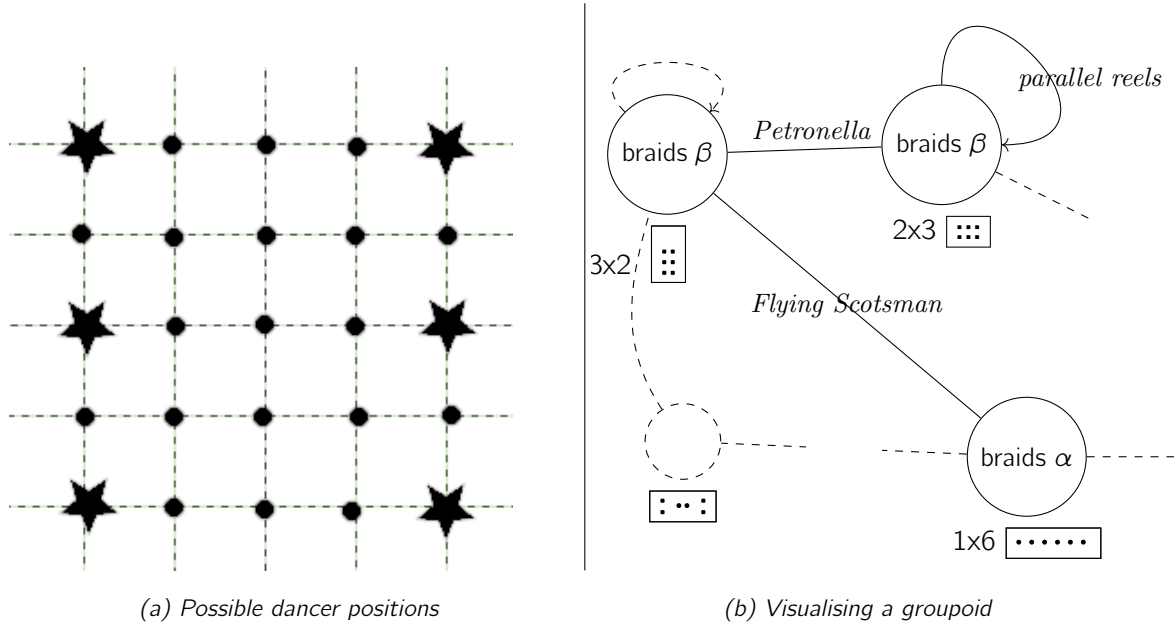 parallel reels
Petronella
braids β
braids β
2x3
3x2
Flying Scotsman
braids α
1x6
(a) Possible dancer positions
(b) Visualising a groupoid